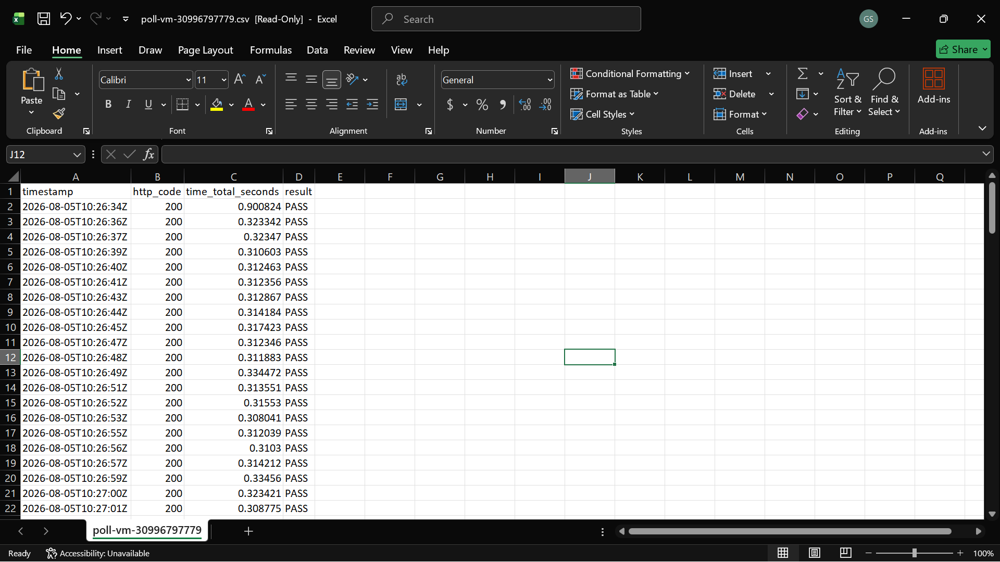 poll-vm-30996797779.csv [Read-Only] - Excel
Search
GS
File Home Insert Draw Page Layout Formulas Data Review View Help
Share
Paste
Clipboard
Calibri 11
B I U
Font
ab
Alignment
General
$ % 9 .00 .00
Number
Conditional Formatting
Format as Table
Cell Styles
Styles
Insert
Delete
Format
Cells
Sort & Filter
Find & Select
Editing
Add-ins
Add-ins
J12
fx
A B C D E F G H I J K L M N O P Q
1 timestamp http_code time_total_seconds result
2 2026-08-05T10:26:34Z 200 0.900824 PASS
3 2026-08-05T10:26:36Z 200 0.323342 PASS
4 2026-08-05T10:26:37Z 200 0.32347 PASS
5 2026-08-05T10:26:39Z 200 0.310603 PASS
6 2026-08-05T10:26:40Z 200 0.312463 PASS
7 2026-08-05T10:26:41Z 200 0.312356 PASS
8 2026-08-05T10:26:43Z 200 0.312867 PASS
9 2026-08-05T10:26:44Z 200 0.314184 PASS
10 2026-08-05T10:26:45Z 200 0.317423 PASS
11 2026-08-05T10:26:47Z 200 0.312346 PASS
12 2026-08-05T10:26:48Z 200 0.311883 PASS
13 2026-08-05T10:26:49Z 200 0.334472 PASS
14 2026-08-05T10:26:51Z 200 0.313551 PASS
15 2026-08-05T10:26:52Z 200 0.31553 PASS
16 2026-08-05T10:26:53Z 200 0.308041 PASS
17 2026-08-05T10:26:55Z 200 0.312039 PASS
18 2026-08-05T10:26:56Z 200 0.3103 PASS
19 2026-08-05T10:26:57Z 200 0.314212 PASS
20 2026-08-05T10:26:59Z 200 0.33456 PASS
21 2026-08-05T10:27:00Z 200 0.323421 PASS
22 2026-08-05T10:27:01Z 200 0.308775 PASS
poll-vm-30996797779
Ready Accessibility: Unavailable 100%